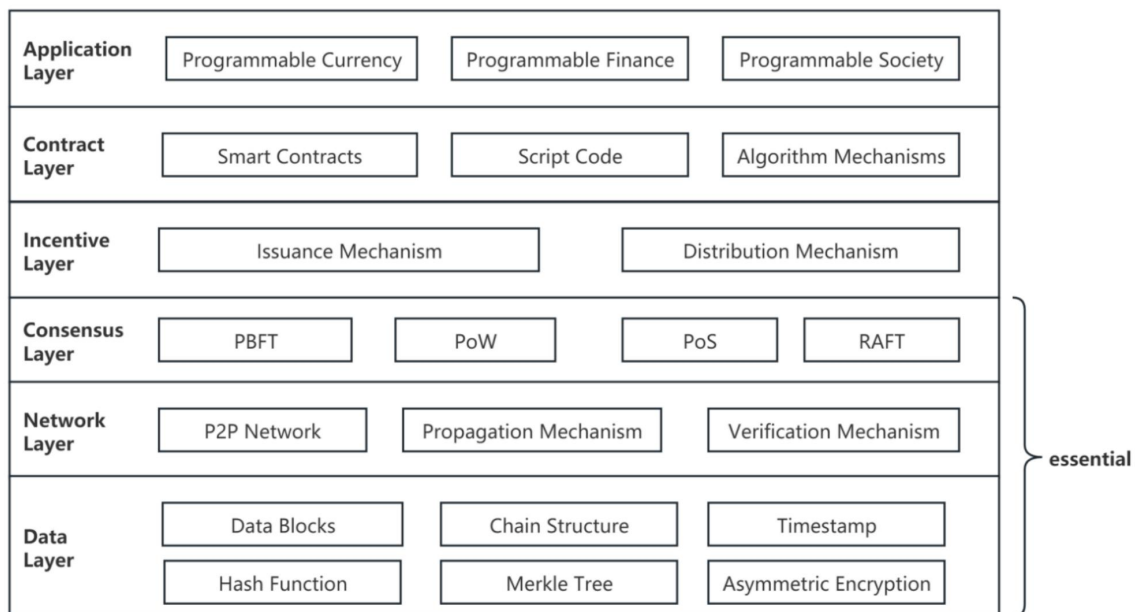 Application
Layer
Programmable Currency
Programmable Finance
Programmable Society
Contract
Layer
Smart Contracts
Script Code
Algorithm Mechanisms
Incentive
Layer
Issuance Mechanism
Distribution Mechanism
Consensus
Layer
PBFT
PoW
PoS
RAFT
Network
Layer
P2P Network
Propagation Mechanism
Verification Mechanism
essential
Data
Layer
Data Blocks
Chain Structure
Timestamp
Hash Function
Merkle Tree
Asymmetric Encryption